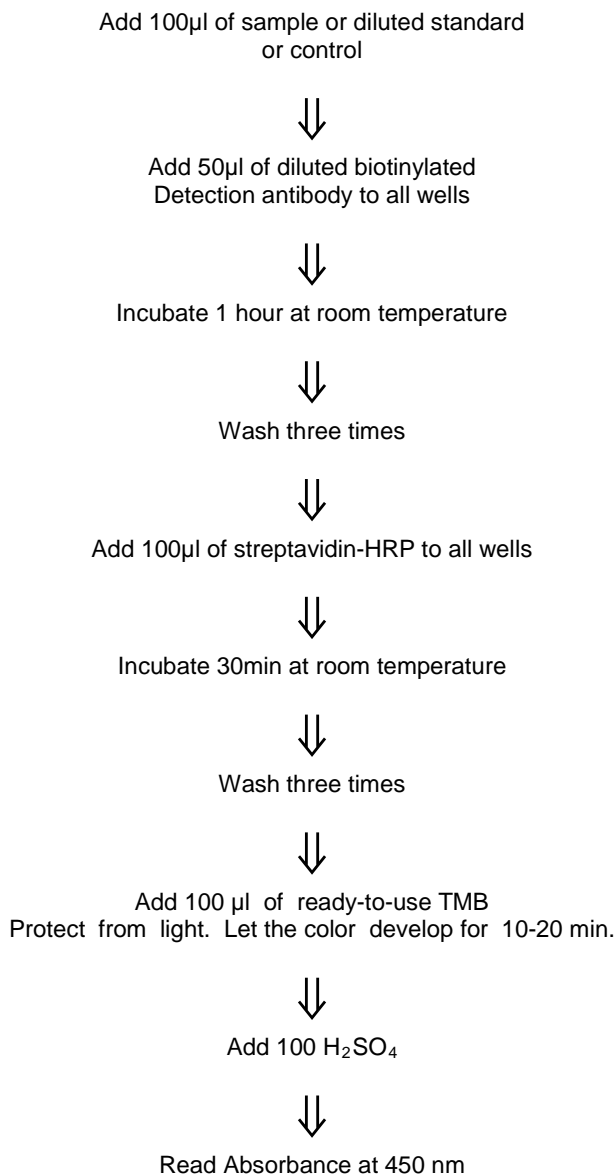 Add 100µl of sample or diluted standard
or control
⇓
Add 50µl of diluted biotinylated
Detection antibody to all wells
⇓
Incubate 1 hour at room temperature
⇓
Wash three times
⇓
Add 100µl of streptavidin-HRP to all wells
⇓
Incubate 30min at room temperature
⇓
Wash three times
⇓
Add 100 µl of ready-to-use TMB
Protect from light. Let the color develop for 10-20 min.
⇓
Add 100 H₂SO₄
⇓
Read Absorbance at 450 nm